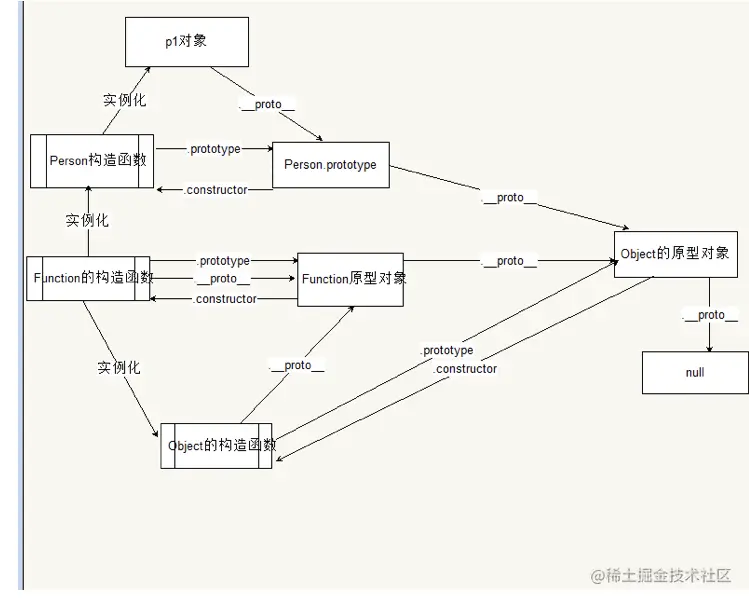 p1对象
实例化
.__proto__
Person构造函数
.prototype
Person.prototype
.constructor
.__proto__
实例化
Function的构造函数
.prototype
.__proto__
.constructor
Function原型对象
.__proto__
Object的原型对象
.__proto__
null
实例化
.__proto__
.prototype
.constructor
Object的构造函数
@稀土掘金技术社区